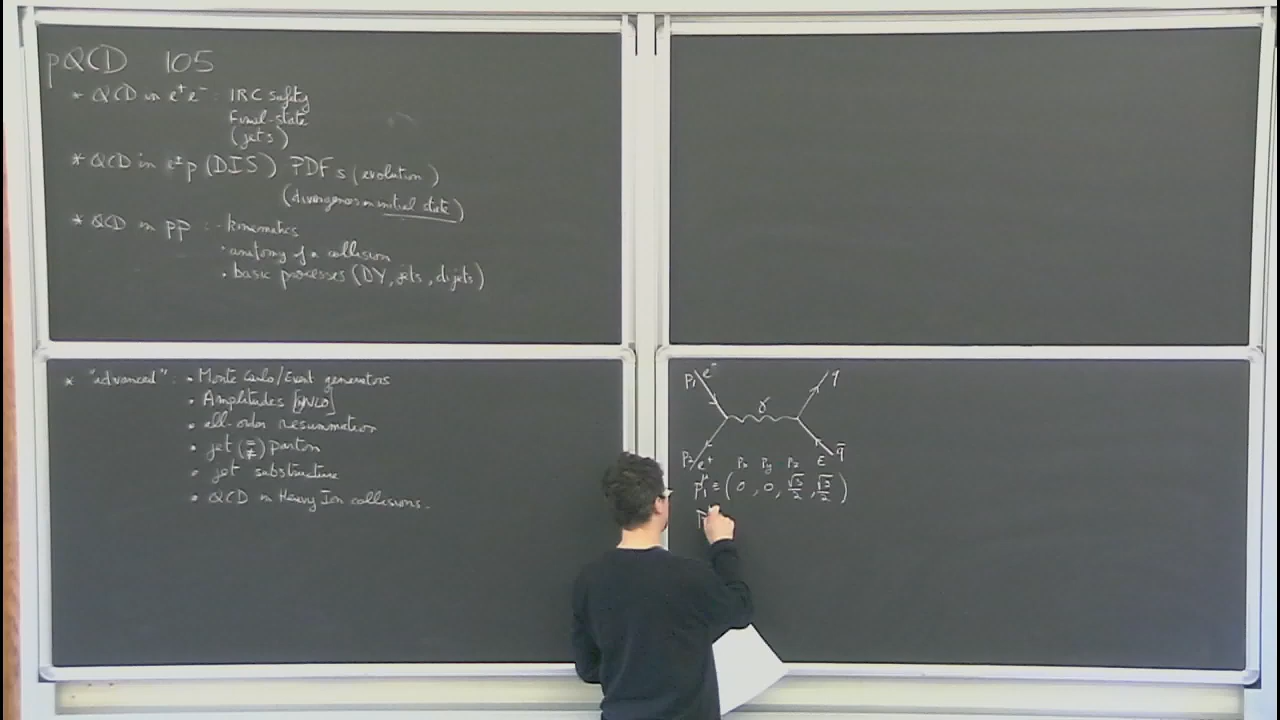 pQCD 105
* QCD in e⁺e⁻ : IRC safety
Final-state
(jets)
* QCD in e±p (DIS) PDFs (evolution)
(divergences in initial state)
* QCD in pp : - kinematics
• anatomy of a collision
• basic processes (DY, jets, dijets)
* "advanced" : • Monte Carlo/Event generators
• Amplitudes [NNLO]
• all-order resummation
• jet (≟) parton
• jet substructure
• QCD in Heavy Ion collisions.
p₁ e⁻ γ q
p₂ e⁺ q̄
pₓ p_y p_z E
p₁^μ ≡ (0, 0, √s/2, √s/2)
p